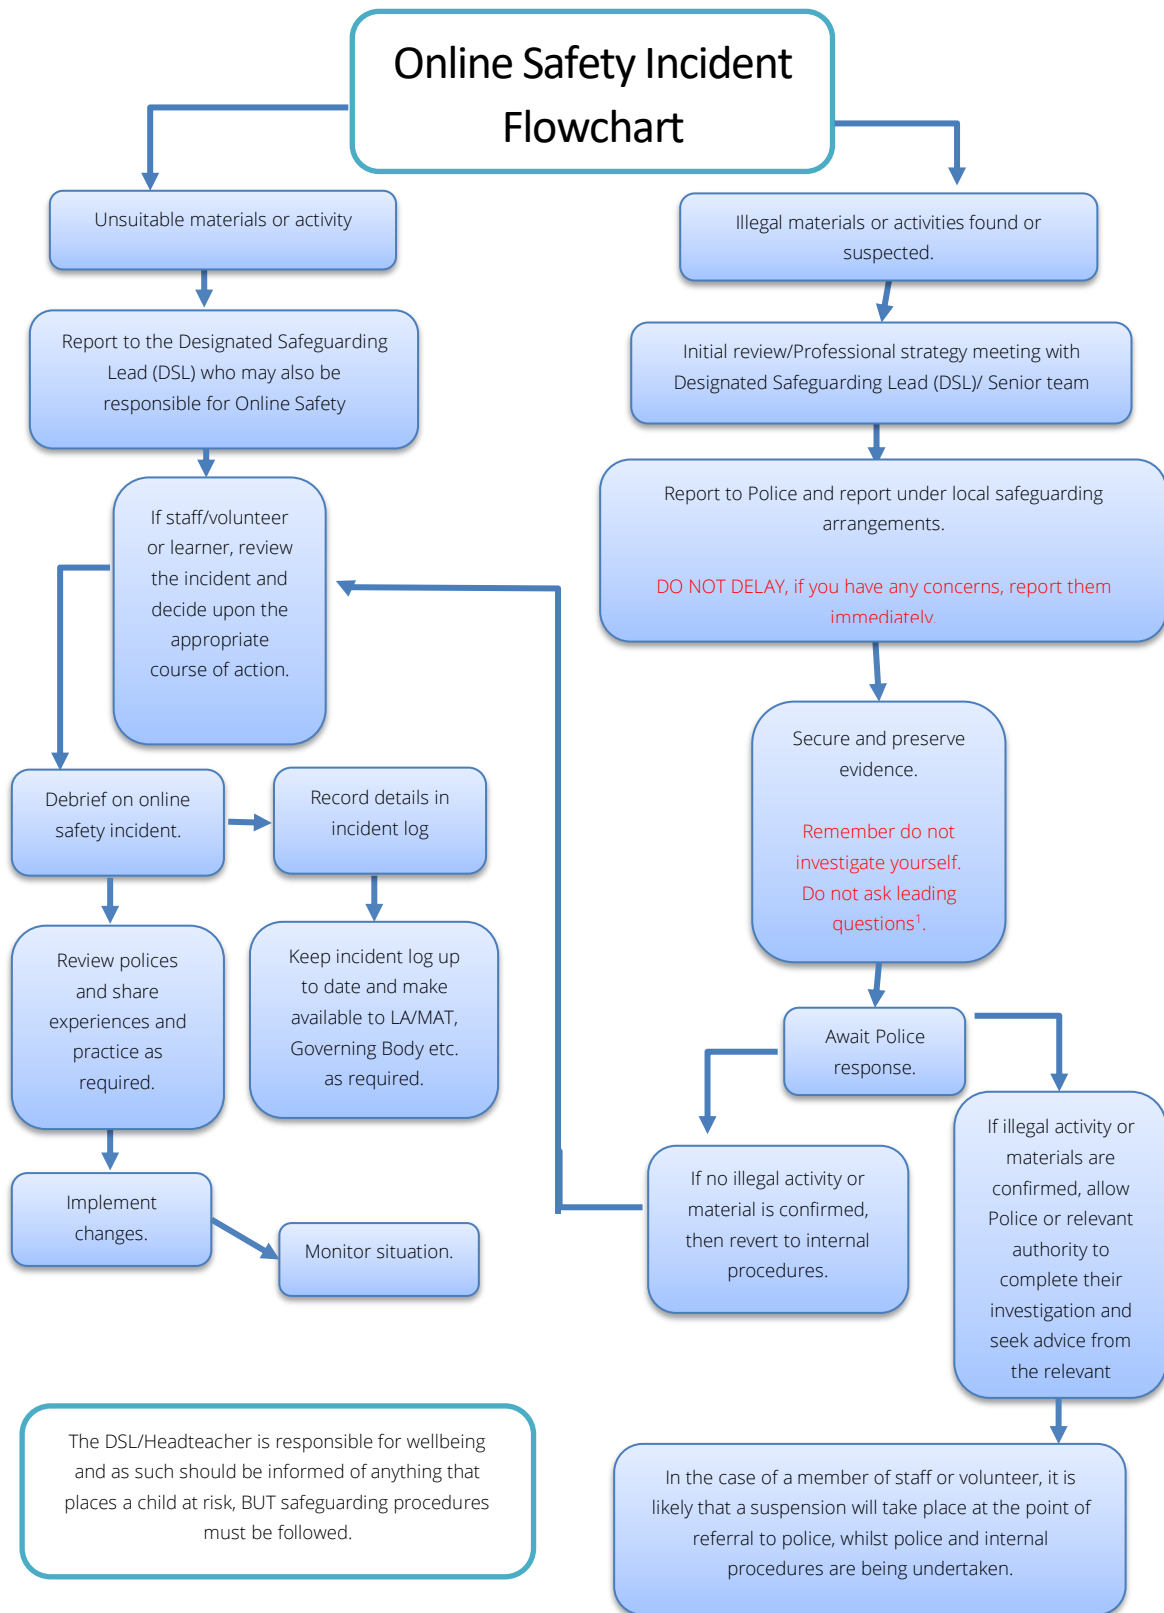 Online Safety Incident
Flowchart
Unsuitable materials or activity
Report to the Designated Safeguarding
Lead (DSL) who may also be
responsible for Online Safety
If staff/volunteer
or learner, review
the incident and
decide upon the
appropriate
course of action.
Debrief on online
safety incident.
Record details in
incident log
Review polices
and share
experiences and
practice as
required.
Keep incident log up
to date and make
available to LA/MAT,
Governing Body etc.
as required.
Implement
changes.
Monitor situation.
The DSL/Headteacher is responsible for wellbeing
and as such should be informed of anything that
places a child at risk, BUT safeguarding procedures
must be followed.
Illegal materials or activities found or
suspected.
Initial review/Professional strategy meeting with
Designated Safeguarding Lead (DSL)/ Senior team
Report to Police and report under local safeguarding
arrangements.
DO NOT DELAY, if you have any concerns, report them
immediately.
Secure and preserve
evidence.
Remember do not
investigate yourself.
Do not ask leading
questions¹.
Await Police
response.
If no illegal activity or
material is confirmed,
then revert to internal
procedures.
If illegal activity or
materials are
confirmed, allow
Police or relevant
authority to
complete their
investigation and
seek advice from
the relevant
In the case of a member of staff or volunteer, it is
likely that a suspension will take place at the point of
referral to police, whilst police and internal
procedures are being undertaken.